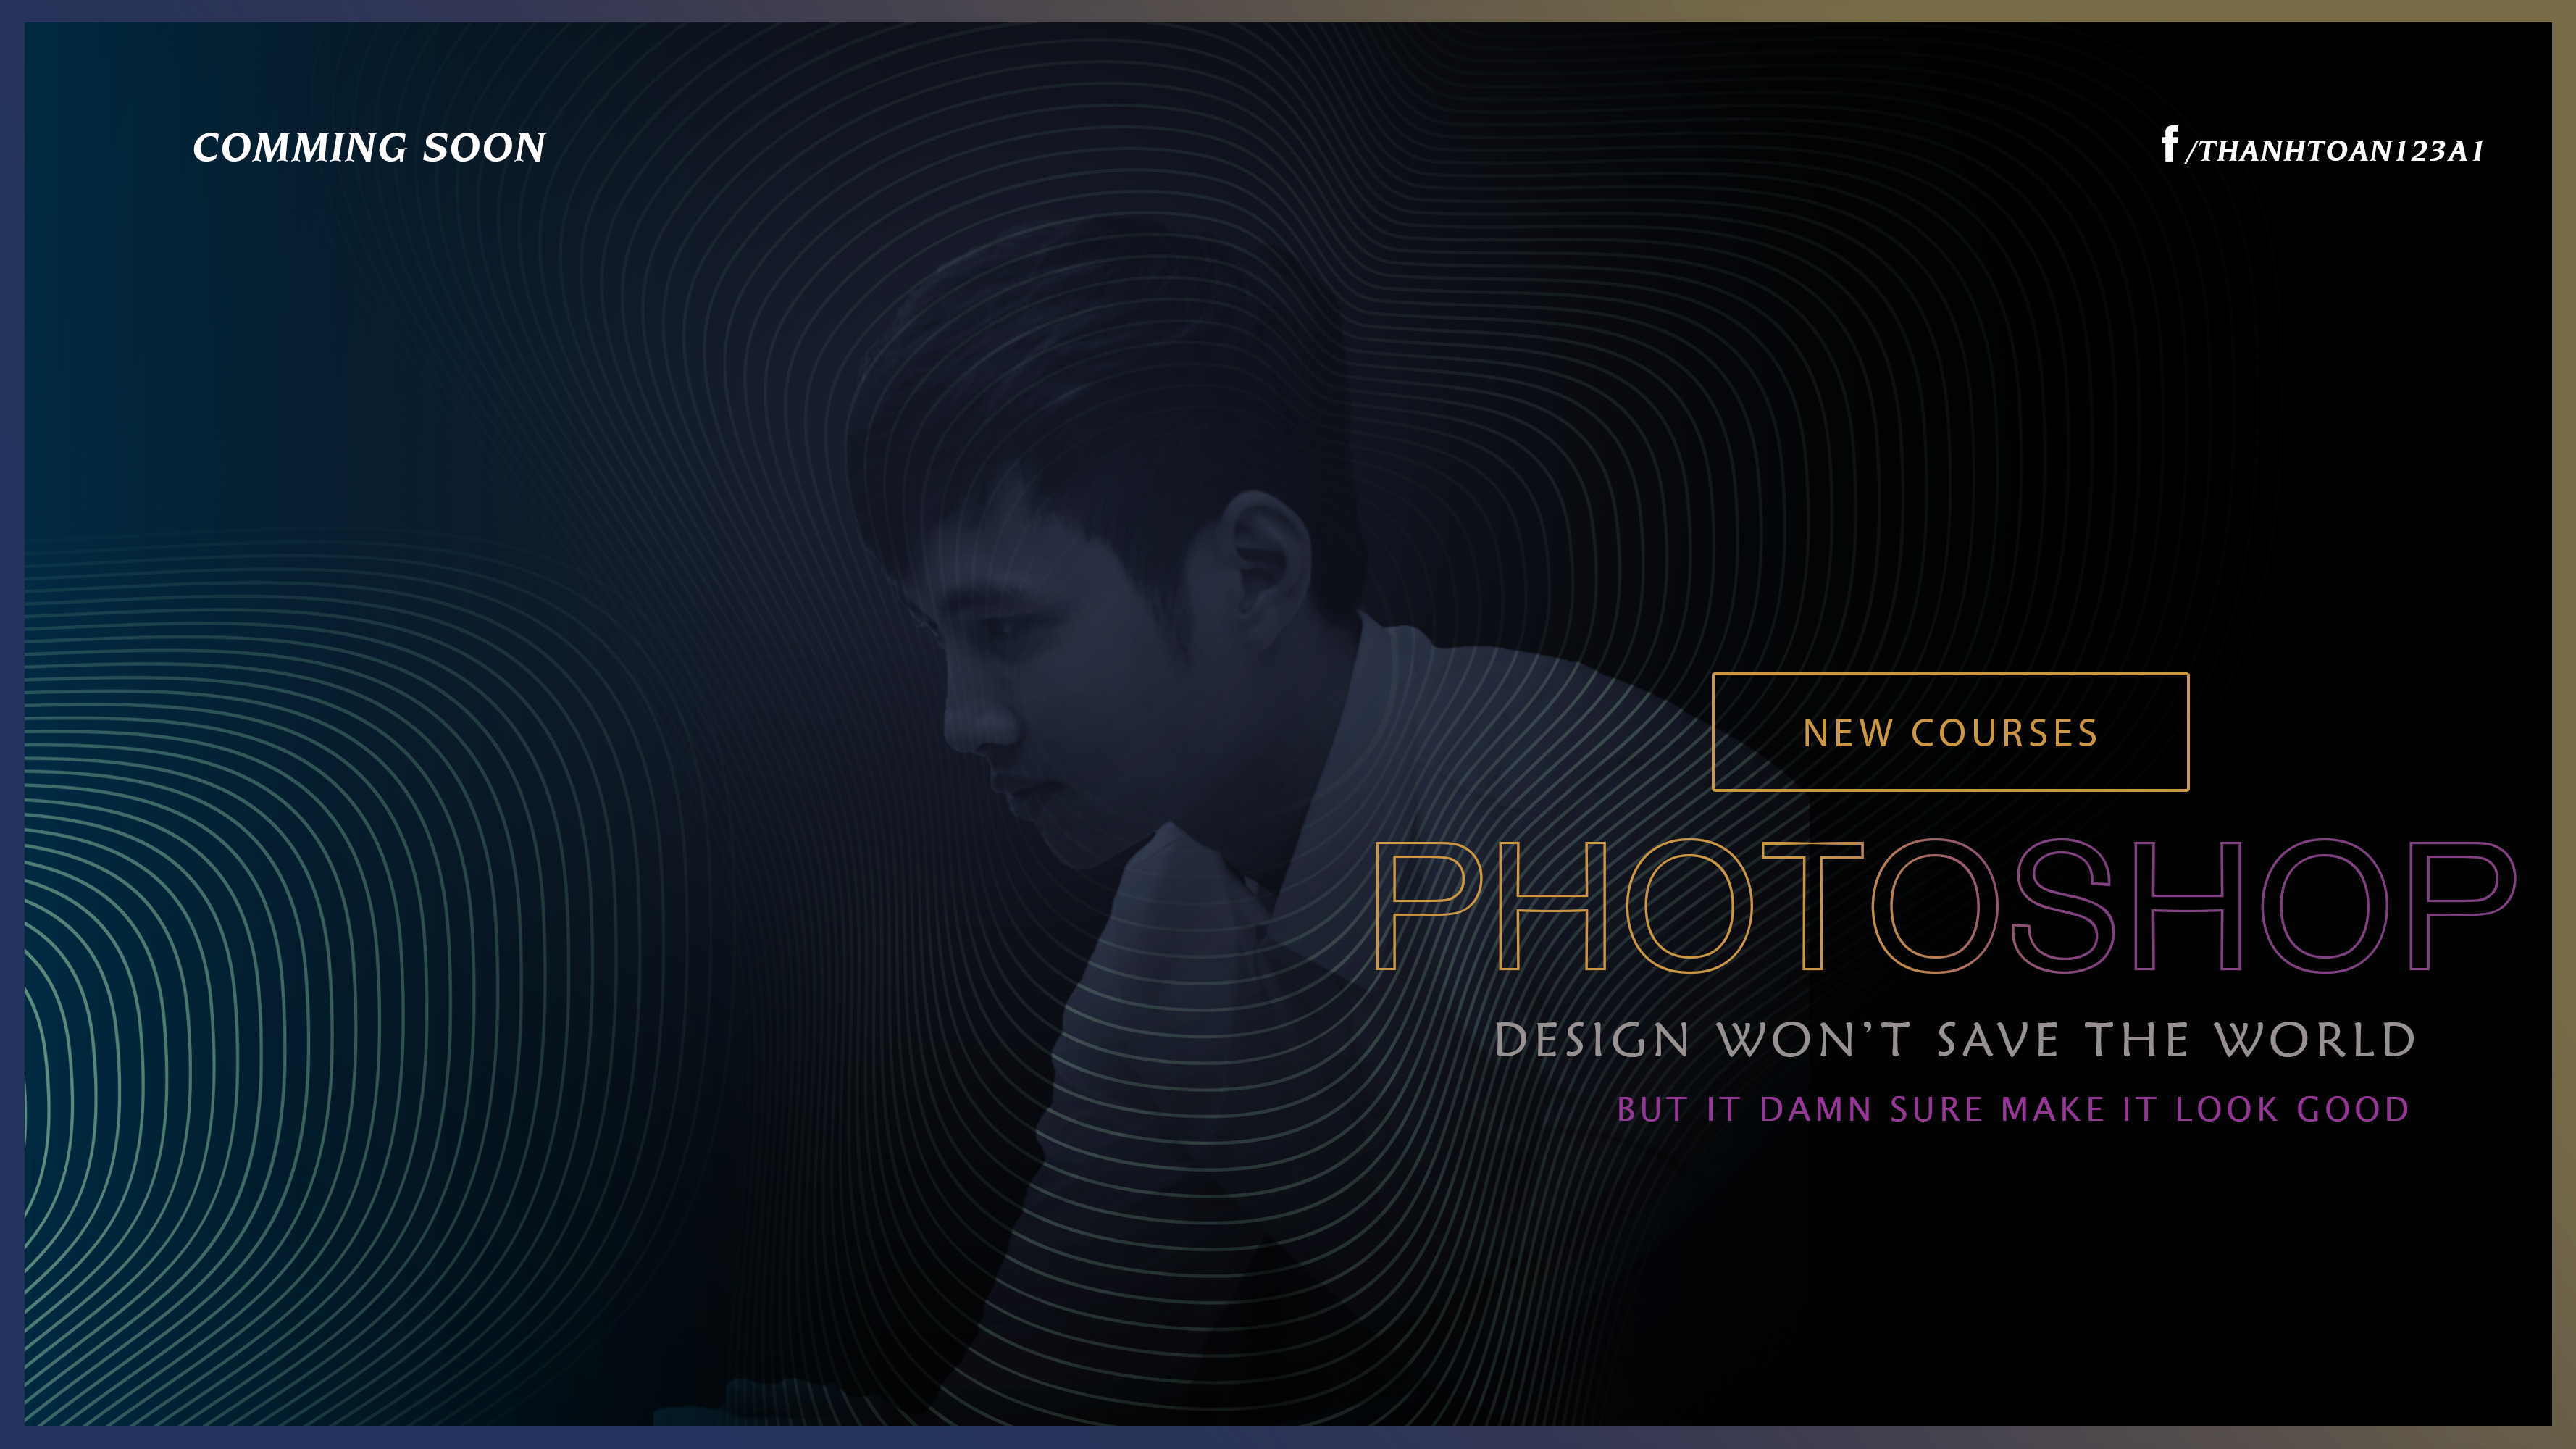 COMMING SOON
f/THANHTOAN123A1
NEW COURSES
PHOTOSHOP
DESIGN WON'T SAVE THE WORLD
BUT IT DAMN SURE MAKE IT LOOK GOOD